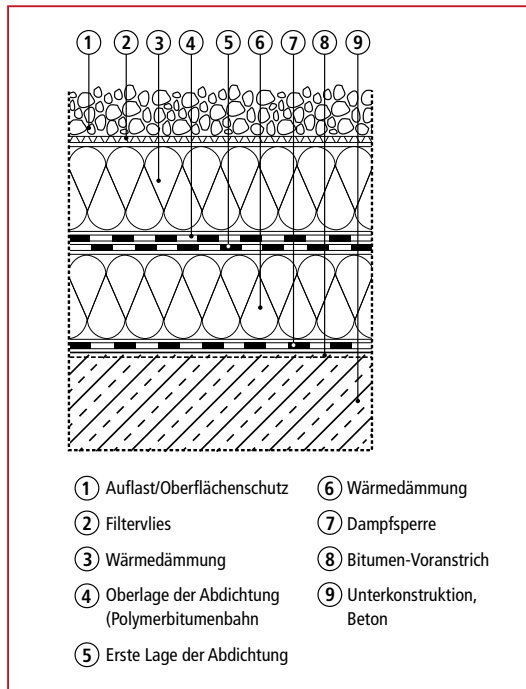 1 2 3 4 5 6 7 8 9
1 Auflast/Oberflächenschutz
2 Filtervlies
3 Wärmedämmung
4 Oberlage der Abdichtung
(Polymerbitumenbahn
5 Erste Lage der Abdichtung
6 Wärmedämmung
7 Dampfsperre
8 Bitumen-Voranstrich
9 Unterkonstruktion,
Beton